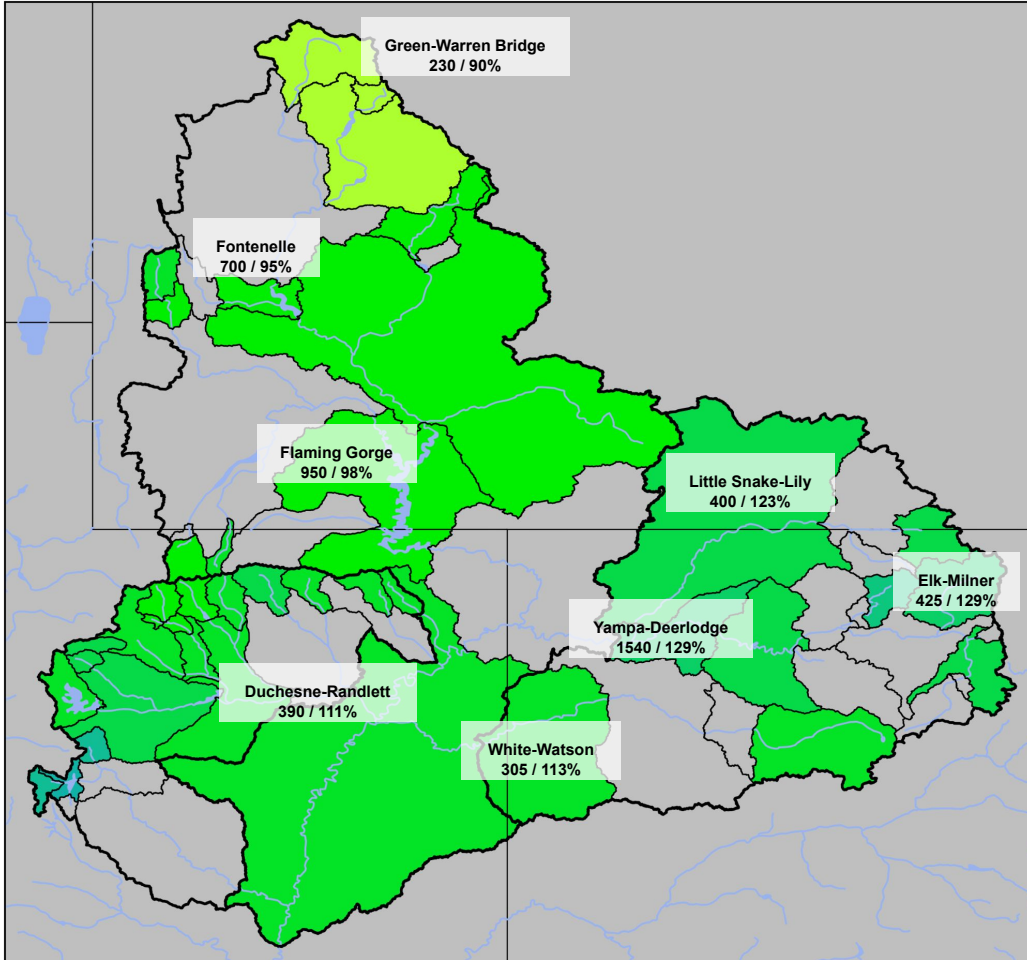 Green-Warren Bridge
230 / 90%
Fontenelle
700 / 95%
Flaming Gorge
950 / 98%
Little Snake-Lily
400 / 123%
Elk-Milner
425 / 129%
Yampa-Deerlodge
1540 / 129%
Duchesne-Randlett
390 / 111%
White-Watson
305 / 113%